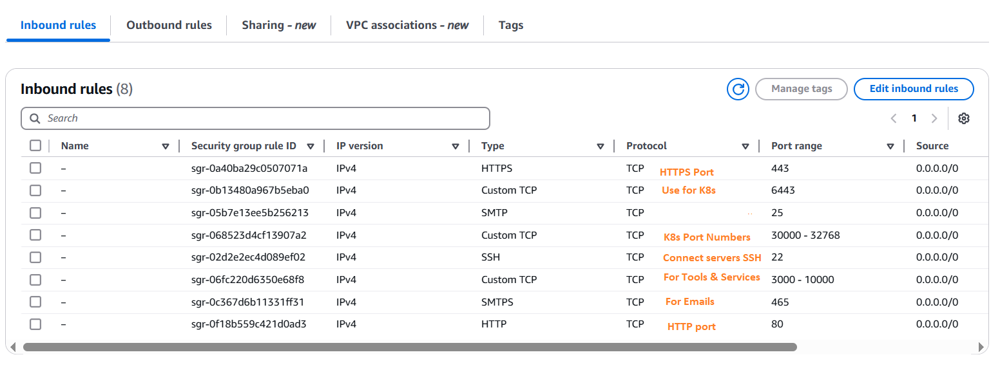 Inbound rules Outbound rules Sharing - new VPC associations - new Tags
Inbound rules (8) Manage tags Edit inbound rules
Search 1
Name Security group rule ID IP version Type Protocol Port range Source
– sgr-0a40ba29c0507071a IPv4 HTTPS TCP HTTPS Port 443 0.0.0.0/0
– sgr-0b13480a967b5eba0 IPv4 Custom TCP TCP Use for K8s 6443 0.0.0.0/0
– sgr-05b7e13ee5b256213 IPv4 SMTP TCP 25 0.0.0.0/0
– sgr-068523d4cf13907a2 IPv4 Custom TCP TCP K8s Port Numbers 30000 - 32768 0.0.0.0/0
– sgr-02d2e2ec4d089ef02 IPv4 SSH TCP Connect servers SSH 22 0.0.0.0/0
– sgr-06fc220d6350e68f8 IPv4 Custom TCP TCP For Tools & Services 3000 - 10000 0.0.0.0/0
– sgr-0c367d6b11331ff31 IPv4 SMTPS TCP For Emails 465 0.0.0.0/0
– sgr-0f18b559c421d0ad3 IPv4 HTTP TCP HTTP port 80 0.0.0.0/0